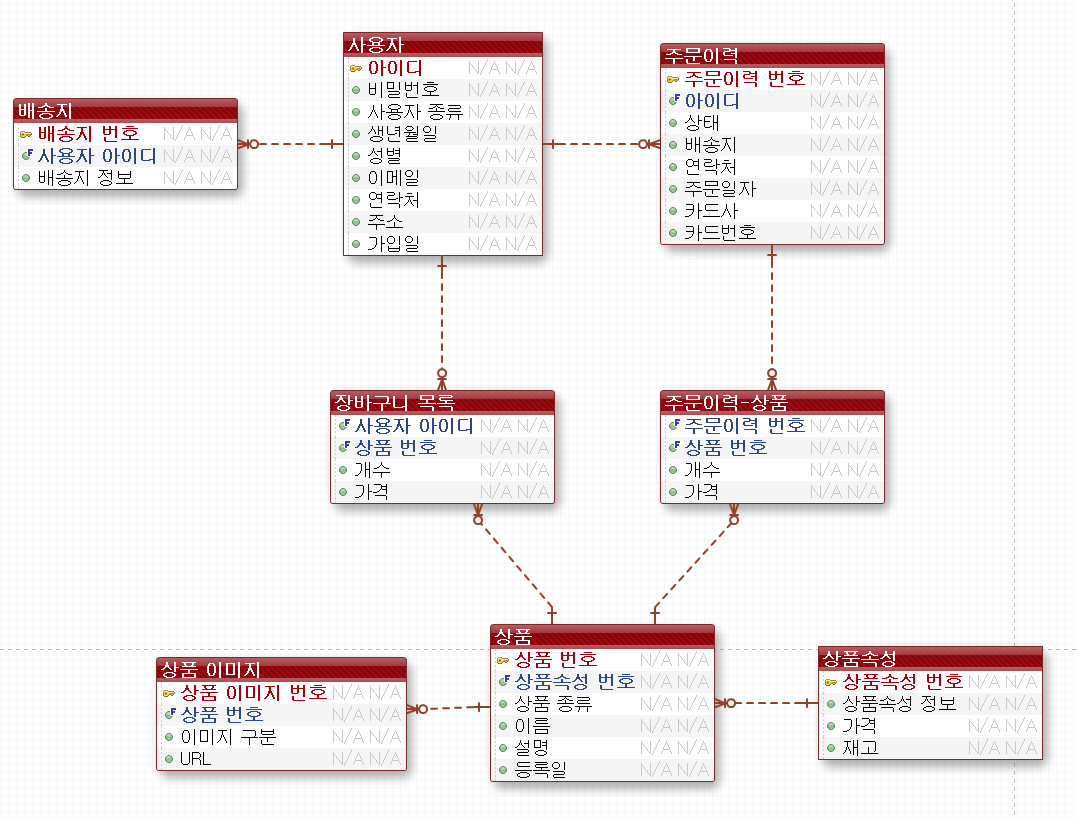 사용자
아이디 N/A N/A
비밀번호 N/A N/A
사용자 종류 N/A N/A
생년월일 N/A N/A
성별 N/A N/A
이메일 N/A N/A
연락처 N/A N/A
주소 N/A N/A
가입일 N/A N/A
주문이력
주문이력 번호 N/A N/A
아이디 N/A N/A
상태 N/A N/A
배송지 N/A N/A
연락처 N/A N/A
주문일자 N/A N/A
카드사 N/A N/A
카드번호 N/A N/A
배송지
배송지 번호 N/A N/A
사용자 아이디 N/A N/A
배송지 정보 N/A N/A
장바구니 목록
사용자 아이디 N/A N/A
상품 번호 N/A N/A
개수 N/A N/A
가격 N/A N/A
주문이력-상품
주문이력 번호 N/A N/A
상품 번호 N/A N/A
개수 N/A N/A
가격 N/A N/A
상품 이미지
상품 이미지 번호 N/A N/A
상품 번호 N/A N/A
이미지 구분 N/A N/A
URL N/A N/A
상품
상품 번호 N/A N/A
상품속성 번호 N/A N/A
상품 종류 N/A N/A
이름 N/A N/A
설명 N/A N/A
등록일 N/A N/A
상품속성
상품속성 번호 N/A N/A
상품속성 정보 N/A N/A
가격 N/A N/A
재고 N/A N/A